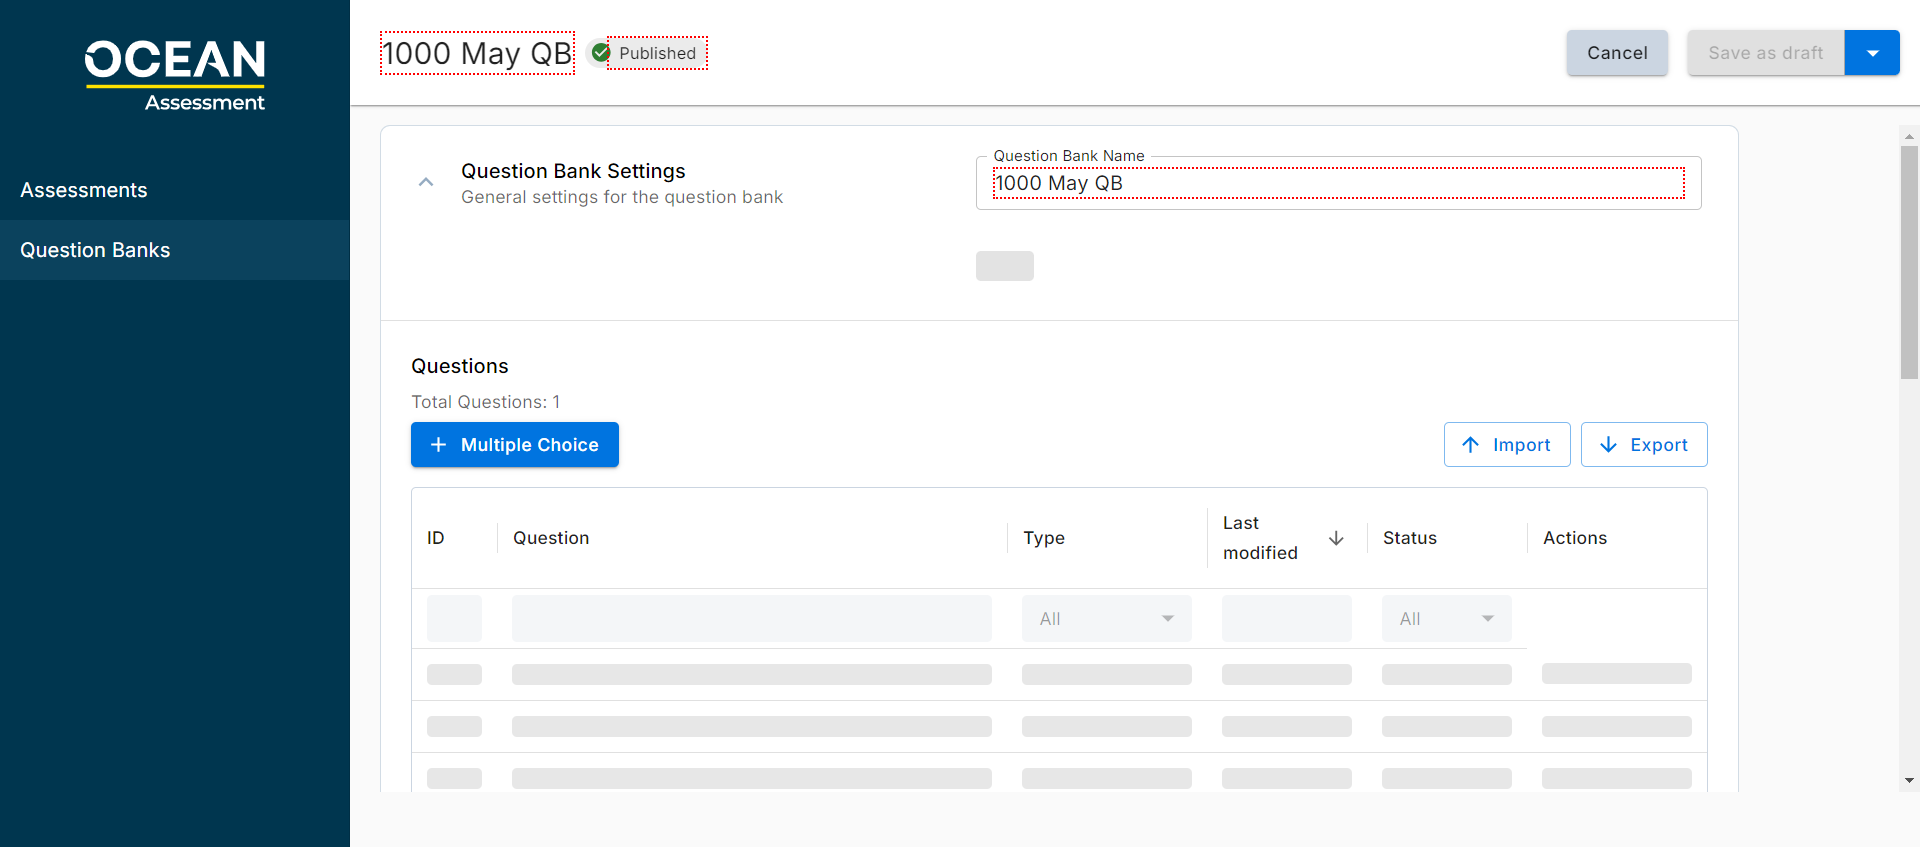 OCEAN
Assessment
Assessments
Question Banks
1000 May QB
Published
Cancel
Save as draft
Question Bank Settings
General settings for the question bank
Question Bank Name
1000 May QB
Questions
Total Questions: 1
Multiple Choice
Import
Export
ID
Question
Type
Last modified
Status
Actions
All
All